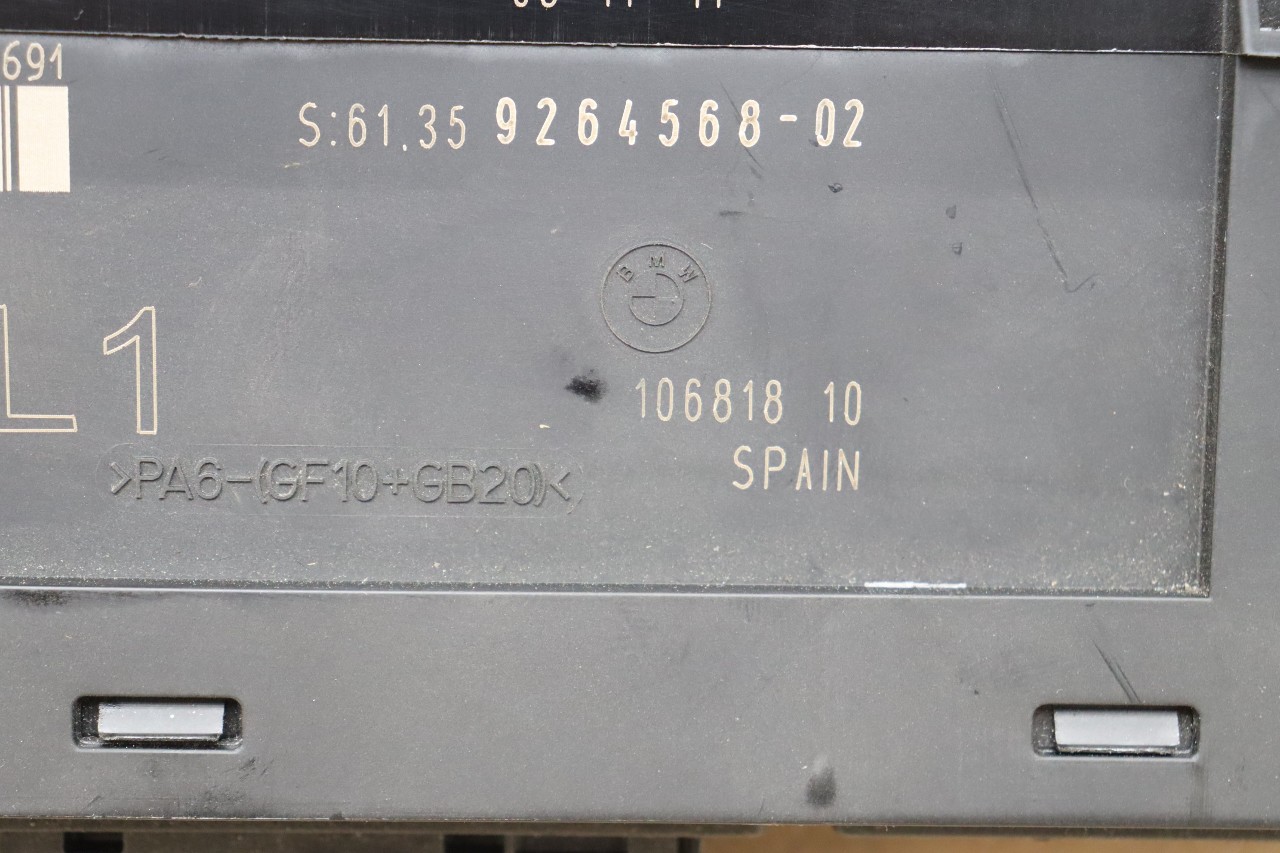 691
S:61.35 9264568-02
BMW
L1
106818 10
>PA6-(GF10+GB20)<
SPAIN